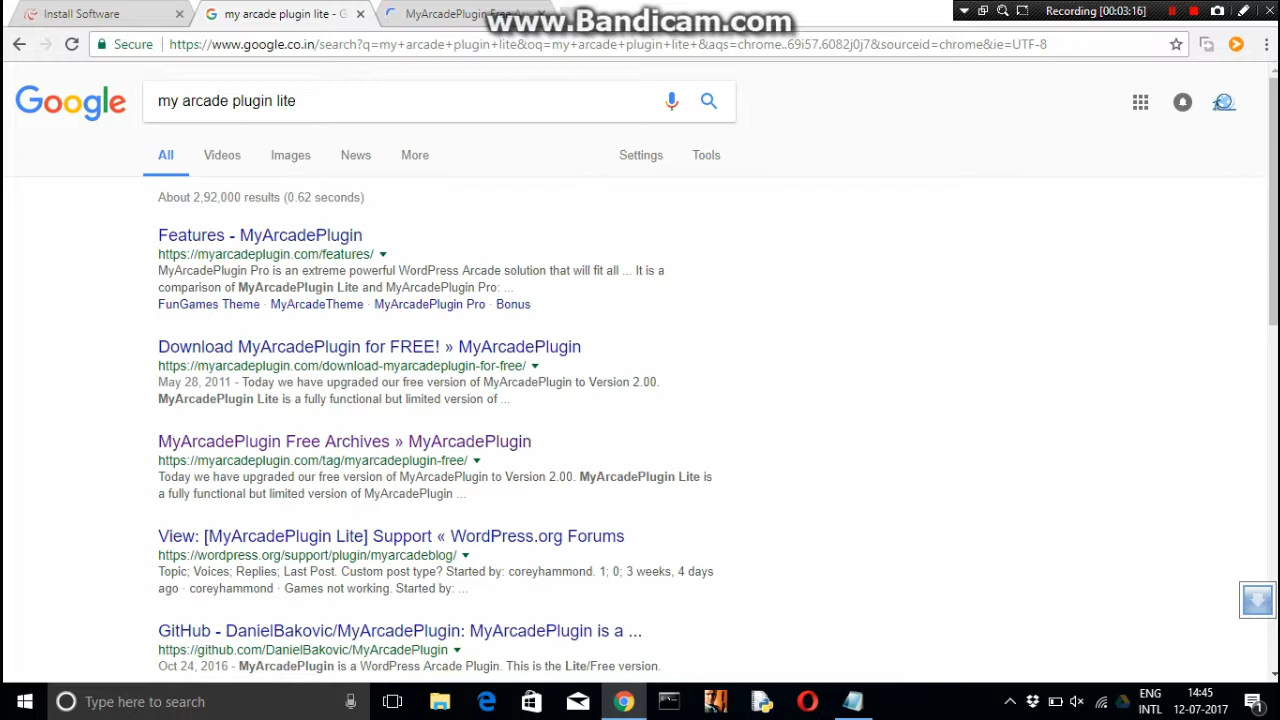 Install Software
my arcade plugin lite - G
MyArcadePlugin Free A
www.Bandicam.com
Recording [00:03:16]
Secure
https://www.google.co.in/search?q=my+arcade+plugin+lite&oq=my+arcade+plugin+lite+&aqs=chrome..69i57.6082j0j7&sourceid=chrome&ie=UTF-8
Google
my arcade plugin lite
All Videos Images News More Settings Tools
About 2,92,000 results (0.62 seconds)
Features - MyArcadePlugin
https://myarcadeplugin.com/features/
MyArcadePlugin Pro is an extreme powerful WordPress Arcade solution that will fit all ... It is a
comparison of MyArcadePlugin Lite and MyArcadePlugin Pro: ...
FunGames Theme · MyArcadeTheme · MyArcadePlugin Pro · Bonus
Download MyArcadePlugin for FREE! » MyArcadePlugin
https://myarcadeplugin.com/download-myarcadeplugin-for-free/
May 28, 2011 - Today we have upgraded our free version of MyArcadePlugin to Version 2.00.
MyArcadePlugin Lite is a fully functional but limited version of ...
MyArcadePlugin Free Archives » MyArcadePlugin
https://myarcadeplugin.com/tag/myarcadeplugin-free/
Today we have upgraded our free version of MyArcadePlugin to Version 2.00. MyArcadePlugin Lite is
a fully functional but limited version of MyArcadePlugin ...
View: [MyArcadePlugin Lite] Support « WordPress.org Forums
https://wordpress.org/support/plugin/myarcadeblog/
Topic; Voices; Replies; Last Post. Custom post type? Started by: coreyhammond. 1; 0; 3 weeks, 4 days
ago · coreyhammond · Games not working. Started by: ...
GitHub - DanielBakovic/MyArcadePlugin: MyArcadePlugin is a ...
https://github.com/DanielBakovic/MyArcadePlugin
Oct 24, 2016 - MyArcadePlugin is a WordPress Arcade Plugin. This is the Lite/Free version.
Type here to search
ENG
INTL
14:45
12-07-2017
1